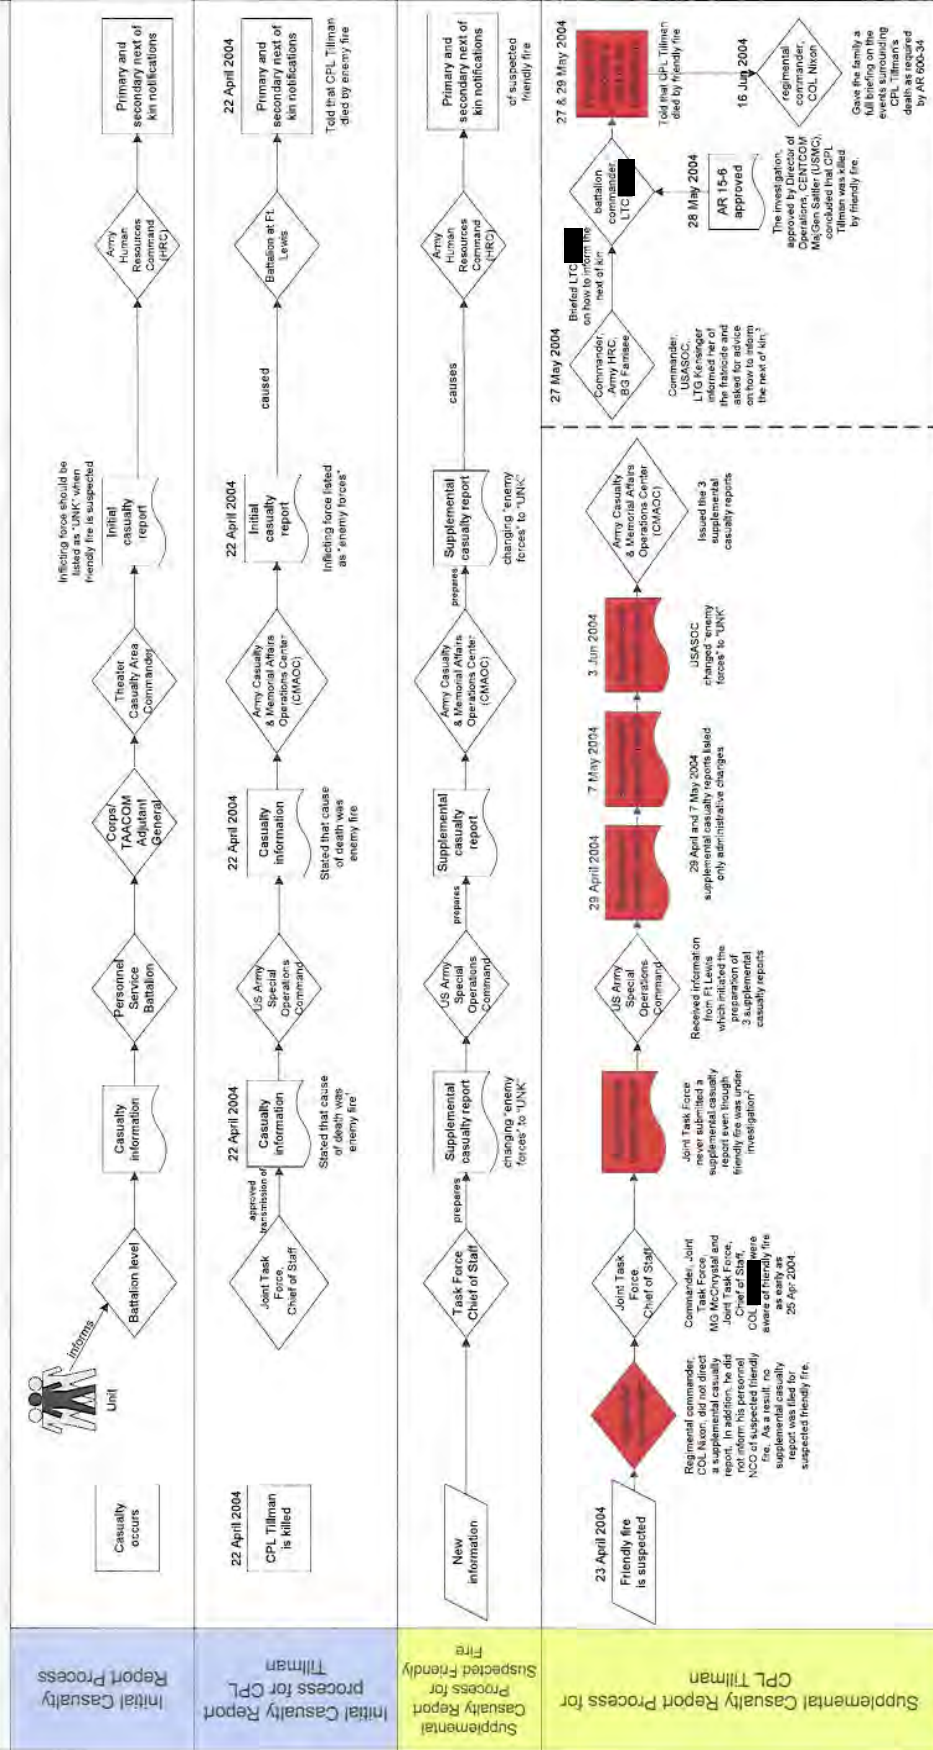 Initial Casualty
Report Process
Casualty
occurs
Unit
informs
Battalion level
Casualty
information
Personnel
Service
Battalion
Corps/
TAACOM
Adjutant
General
Theater
Casualty Area
Commander
Inflicting force should be
listed as "UNK" when
friendly fire is suspected
Initial
casualty
report
Army
Human
Resources
Command
(HRC)
Primary and
secondary next of
kin notifications
Initial Casualty Report
process for CPL
Tillman
22 April 2004
CPL Tillman
is killed
Joint Task
Force,
Chief of Staff
approved
transmission of
22 April 2004
Casualty
information
Stated that cause
of death was
enemy fire¹
US Army
Special
Operations
Command
22 April 2004
Casualty
Information
Stated that cause
of death was
enemy fire
Army Casualty
& Memorial Affairs
Operations Center
(CMAOC)
22 April 2004
Initial
casualty
report
Inflicting force listed
as "enemy forces"
caused
Battalion at Ft.
Lewis
22 April 2004
Primary and
secondary next of
kin notifications
Told that CPL Tillman
died by enemy fire
Supplemental
Casualty Report
Process for
Suspected Friendly
Fire
New
information
Task Force
Chief of Staff
prepares
Supplemental
casualty report
changing "enemy
forces" to "UNK"
US Army
Special
Operations
Command
prepares
Supplemental
casualty
report
Army Casualty
& Memorial Affairs
Operations Center
(CMAOC)
prepares
Supplemental
casualty report
changing "enemy
forces" to "UNK"
causes
Army
Human
Resources
Command
(HRC)
Primary and
secondary next of
kin notifications
of suspected
friendly fire
Supplemental Casualty Report Process for
CPL Tillman
23 April 2004
Friendly fire
is suspected
Regimental commander,
COL Nixon, did not direct
a supplemental casualty
report. In addition, he did
not inform his personnel
NCO of suspected friendly
fire. As a result, no
supplemental casualty
report was filed for
suspected friendly fire.
Joint Task
Force,
Chief of Staff
Commander, Joint
Task Force,
MG McChrystal and
Joint Task Force,
Chief of Staff,
COL were
aware of friendly fire
as early as
25 Apr 2004.
Joint Task Force
never submitted a
supplemental casualty
report even though
friendly fire was under
investigation²
US Army
Special
Operations
Command
Received information
from Ft Lewis
which initiated the
preparation of
3 supplemental
casualty reports
29 April 2004
7 May 2004
29 April and 7 May 2004
supplemental casualty reports listed
only administrative changes
3 Jun 2004
USASOC
changed "enemy
forces" to "UNK"
Army Casualty
& Memorial Affairs
Operations Center
(CMAOC)
Issued the 3
supplemental
casualty reports
27 May 2004
Commander,
Army HRC,
BG Farrisee
Commander,
USASOC,
LTG Kensinger
informed her of
the fratricide and
asked for advice
on how to inform
the next of kin.³
Briefed LTC
on how to inform the
next of kin
battalion
commander,
LTC
28 May 2004
AR 15-6
approved
The investigation,
approved by Director of
Operations, CENTCOM
MajGen Sattler (USMC),
concluded that CPL
Tillman was killed
by friendly fire.
27 & 29 May 2004
Told that CPL Tillman
died by friendly fire
16 Jun 2004
regimental
commander,
COL Nixon
Gave the family a
full briefing on the
events surrounding
CPL Tillman's
death as required
by AR 600-34